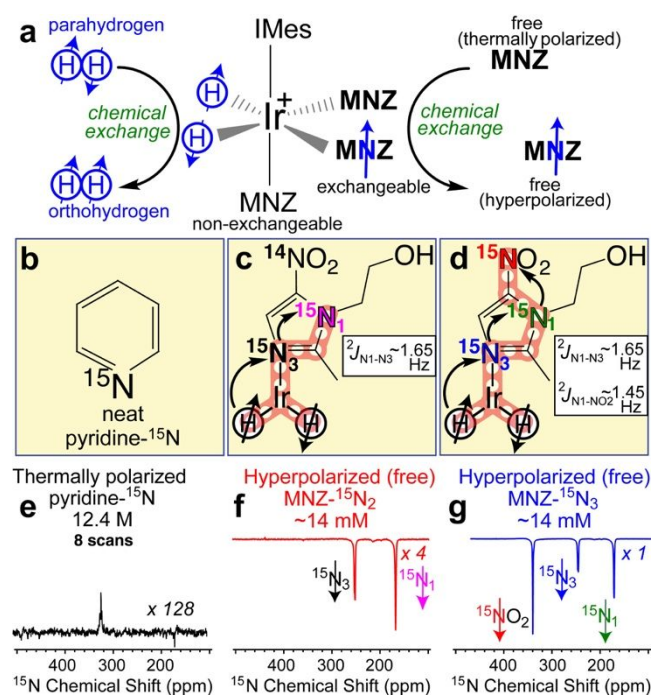 a
parahydrogen
H H
chemical
exchange
H H
orthohydrogen
IMes
H
H
Ir+
MNZ
MNZ
exchangeable
MNZ
non-exchangeable
free
(thermally polarized)
MNZ
chemical
exchange
MNZ
free
(hyperpolarized)
b
15N
neat
pyridine-15N
c
14NO2
OH
15N1
15N3
Ir
H H
2JN1-N3~1.65
Hz
d
15NO2
OH
15N1
15N3
Ir
H H
2JN1-N3~1.65
Hz
2JN1-NO2~1.45
Hz
Thermally polarized
e pyridine-15N
12.4 M
8 scans
x 128
400 300 200 100
15N Chemical Shift (ppm)
Hyperpolarized (free)
f MNZ-15N2
~14 mM
x 4
15N3
15N1
400 300 200 100
15N Chemical Shift (ppm)
Hyperpolarized (free)
g MNZ-15N3
~14 mM
x 1
15N3
15NO2
15N1
400 300 200 100
15N Chemical Shift (ppm)